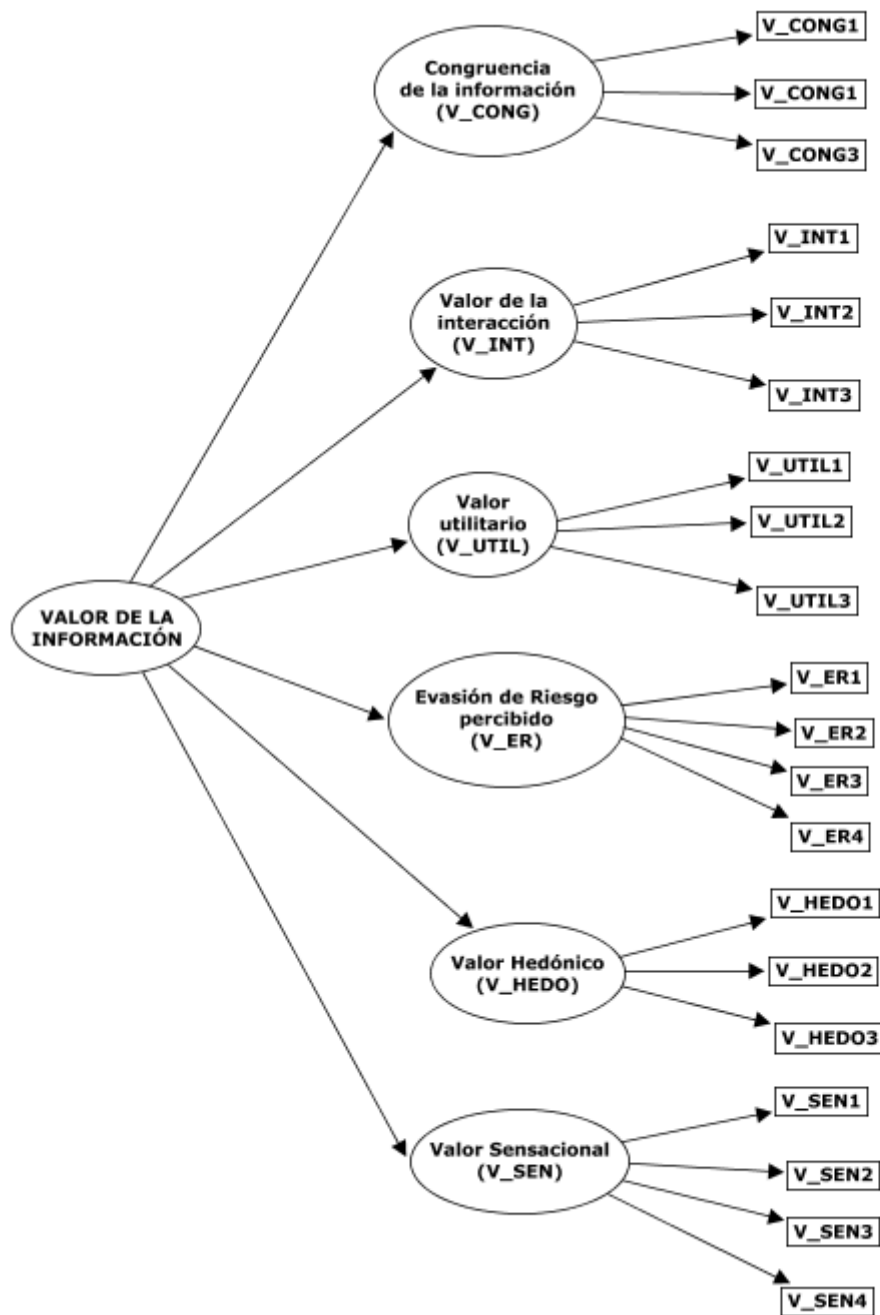 Congruencia
de la información
(V_CONG)
V_CONG1
V_CONG1
V_CONG3
Valor de la
interacción
(V_INT)
V_INT1
V_INT2
V_INT3
Valor
utilitario
(V_UTIL)
V_UTIL1
V_UTIL2
V_UTIL3
VALOR DE LA
INFORMACIÓN
Evasión de Riesgo
percibido
(V_ER)
V_ER1
V_ER2
V_ER3
V_ER4
Valor Hedónico
(V_HEDO)
V_HEDO1
V_HEDO2
V_HEDO3
Valor Sensacional
(V_SEN)
V_SEN1
V_SEN2
V_SEN3
V_SEN4